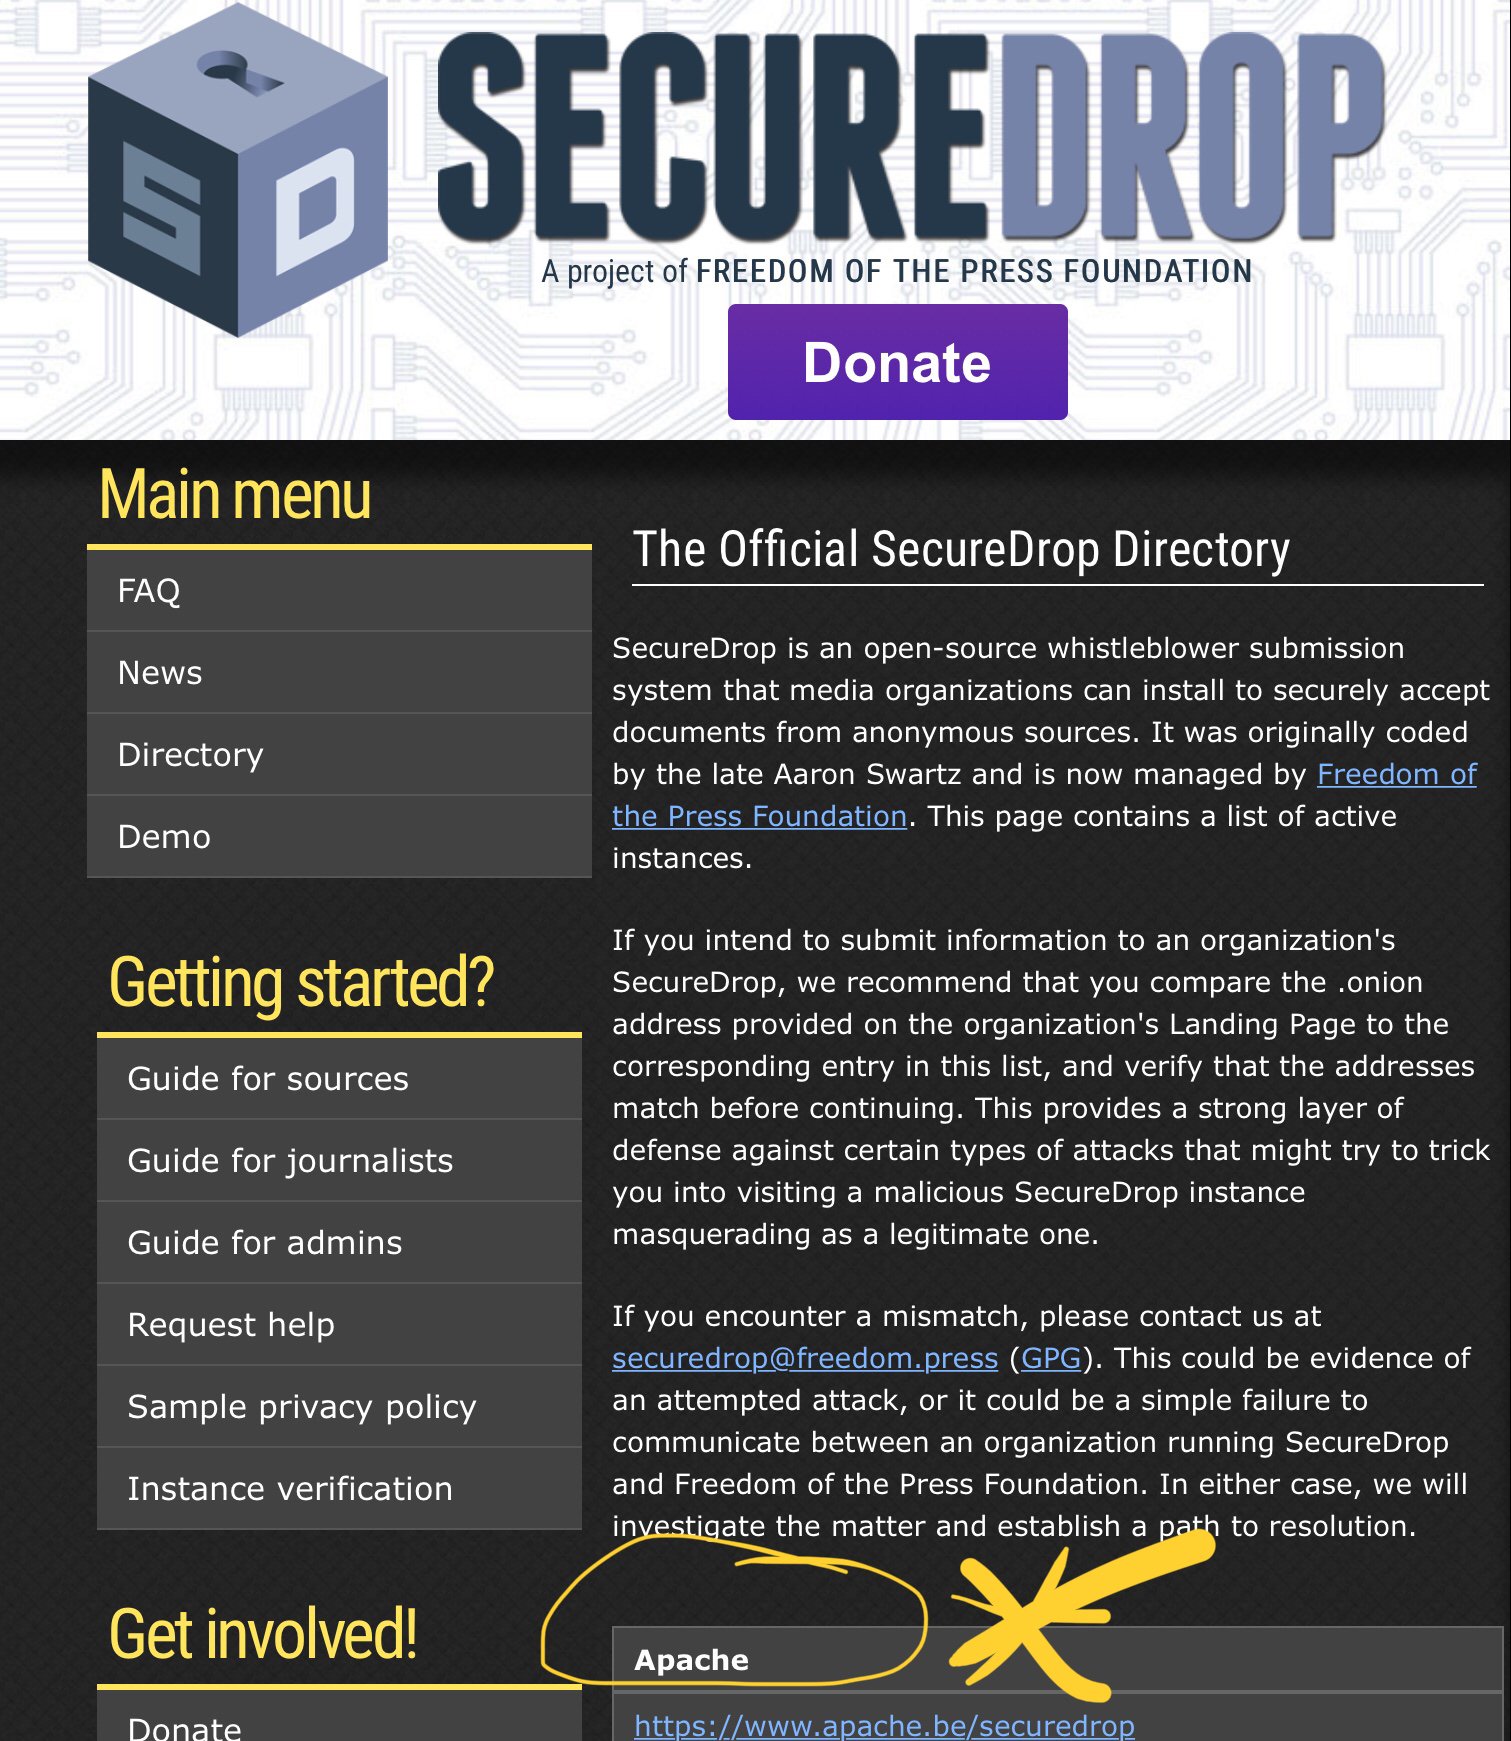 SECUREDROP
A project of FREEDOM OF THE PRESS FOUNDATION
Donate
S D
Main menu
FAQ
News
Directory
Demo
Getting started?
Guide for sources
Guide for journalists
Guide for admins
Request help
Sample privacy policy
Instance verification
Get involved!
Donate
The Official SecureDrop Directory
SecureDrop is an open-source whistleblower submission
system that media organizations can install to securely accept
documents from anonymous sources. It was originally coded
by the late Aaron Swartz and is now managed by Freedom of
the Press Foundation. This page contains a list of active
instances.
If you intend to submit information to an organization's
SecureDrop, we recommend that you compare the .onion
address provided on the organization's Landing Page to the
corresponding entry in this list, and verify that the addresses
match before continuing. This provides a strong layer of
defense against certain types of attacks that might try to trick
you into visiting a malicious SecureDrop instance
masquerading as a legitimate one.
If you encounter a mismatch, please contact us at
securedrop@freedom.press (GPG). This could be evidence of
an attempted attack, or it could be a simple failure to
communicate between an organization running SecureDrop
and Freedom of the Press Foundation. In either case, we will
investigate the matter and establish a path to resolution.
Apache
https://www.apache.be/securedrop